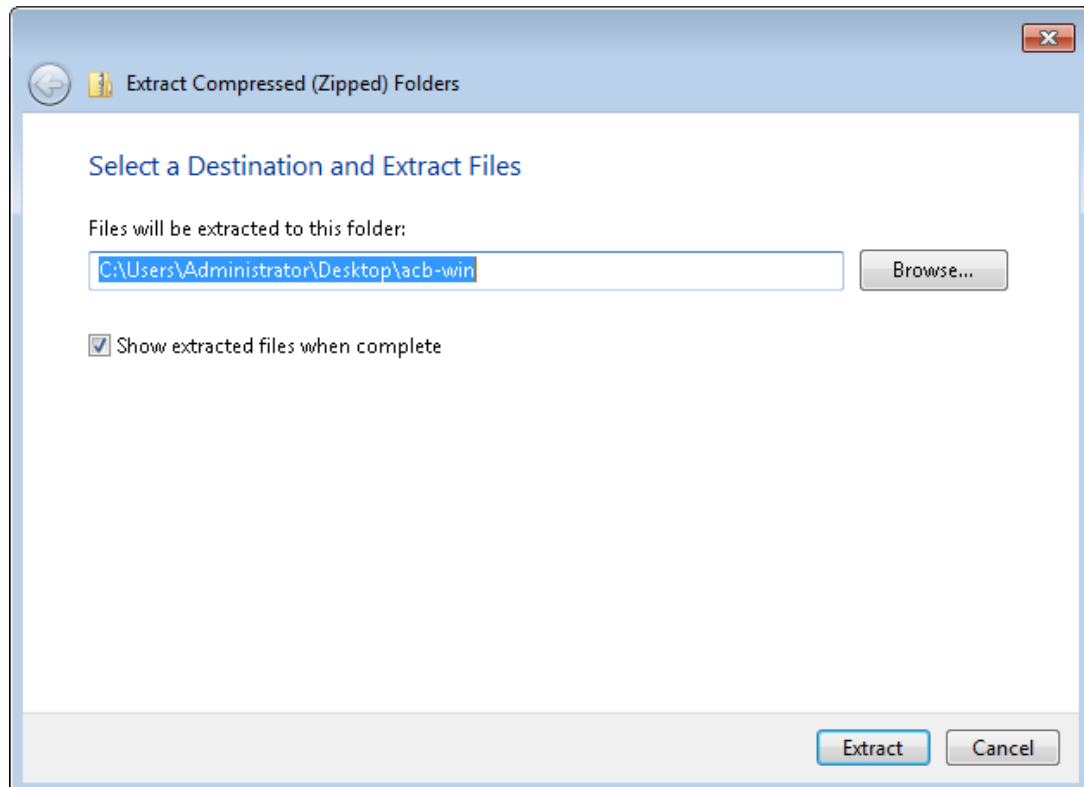 Extract Compressed (Zipped) Folders
Select a Destination and Extract Files
Files will be extracted to this folder:
C:\Users\Administrator\Desktop\acb-win
Browse...
Show extracted files when complete
Extract
Cancel